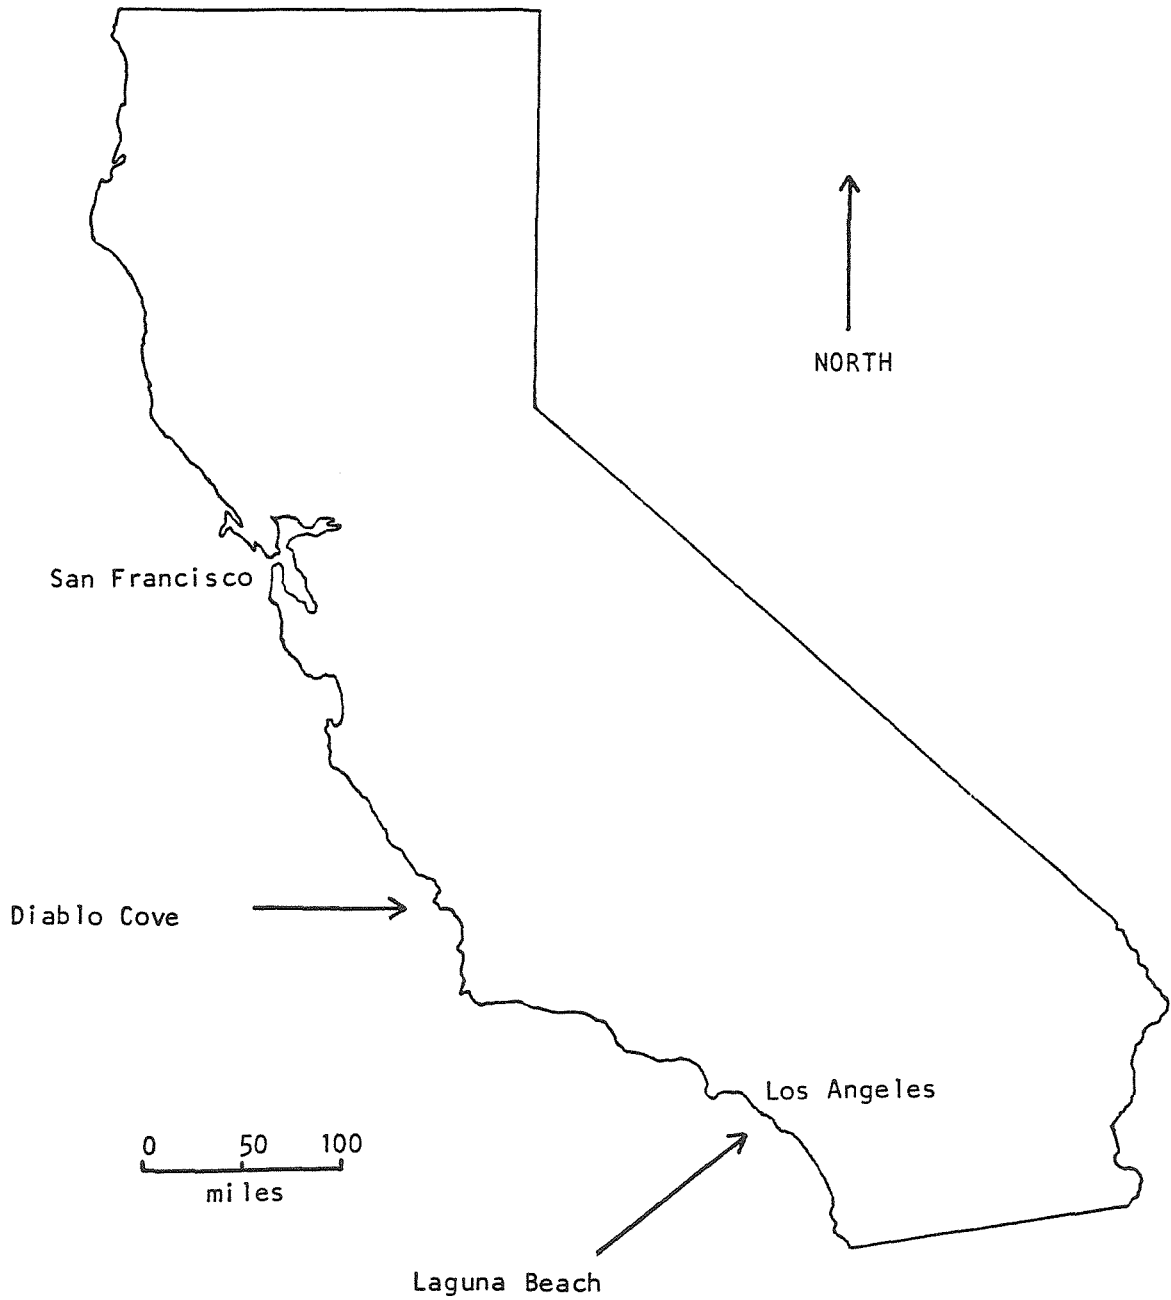 NORTH
San Francisco
Diablo Cove
Los Angeles
0 50 100
miles
Laguna Beach